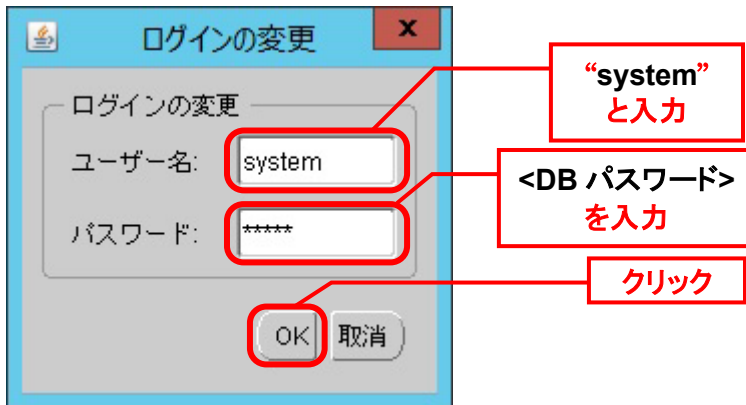 ログインの変更
x
ログインの変更
ユーザー名:
system
パスワード:
*****
OK
取消
“system”
と入力
<DB パスワード>
を入力
クリック